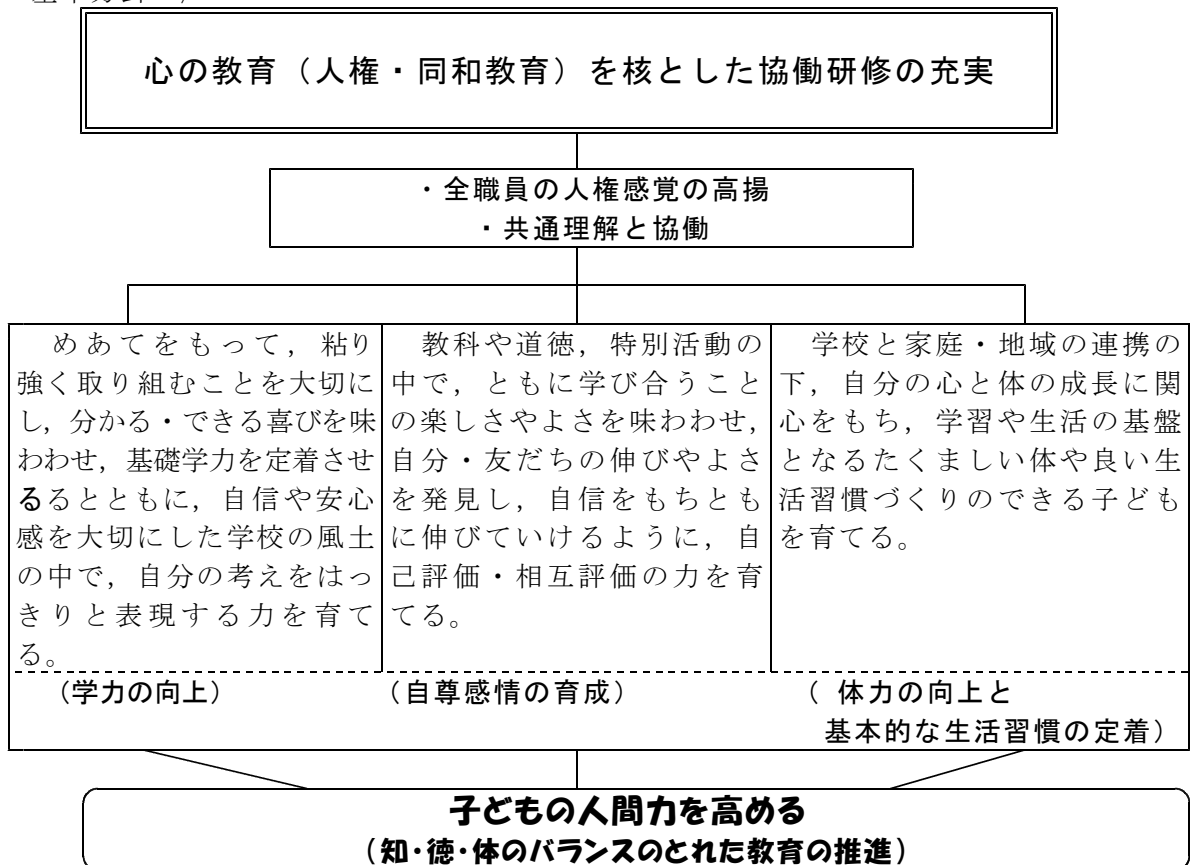 心の教育（人権・同和教育）を核とした協働研修の充実
・全職員の人権感覚の高揚
・共通理解と協働
めあてをもって，粘り
強く取り組むことを大切に
し，分かる・できる喜びを味
わわせ，基礎学力を定着させ
るるとともに，自信や安心
感を大切にした学校の風土
の中で，自分の考えをはっ
きりと表現する力を育て
る。
（学力の向上）
教科や道徳，特別活動の
中で，ともに学び合うこと
の楽しさやよさを味わわせ，
自分・友だちの伸びやよさ
を発見し，自信をもちとも
に伸びていけるように，自
己評価・相互評価の力を育
てる。
（自尊感情の育成）
学校と家庭・地域の連携の
下，自分の心と体の成長に関
心をもち，学習や生活の基盤
となるたくましい体や良い生
活習慣づくりのできる子ども
を育てる。
（ 体力の向上と
基本的な生活習慣の定着）
子どもの人間力を高める
（知・徳・体のバランスのとれた教育の推進）